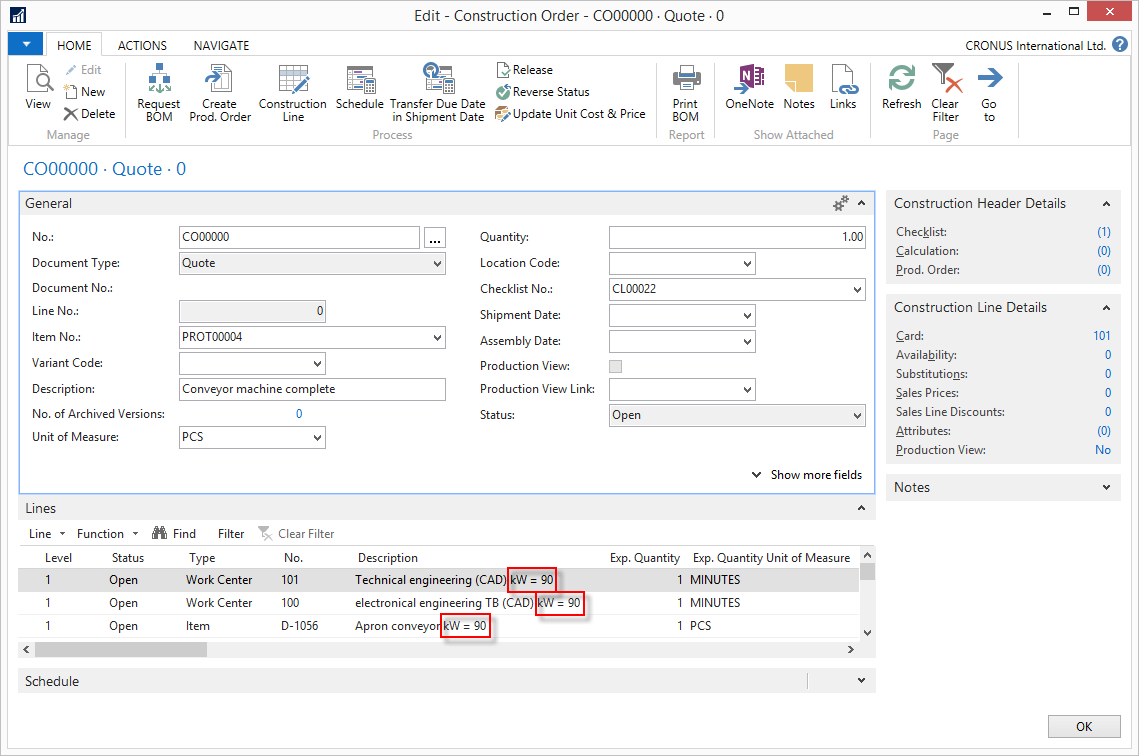 Edit - Construction Order - CO00000 · Quote · 0
HOME ACTIONS NAVIGATE CRONUS International Ltd. ?
View
Edit
New
Delete
Manage
Request BOM
Create Prod. Order
Construction Line
Schedule
Transfer Due Date in Shipment Date
Release
Reverse Status
Update Unit Cost & Price
Process
Print BOM
Report
OneNote
Notes
Links
Show Attached
Refresh
Clear Filter
Go to
Page
CO00000 · Quote · 0
General
No.: CO00000 ...
Document Type: Quote
Document No.:
Line No.: 0
Item No.: PROT00004
Variant Code:
Description: Conveyor machine complete
No. of Archived Versions: 0
Unit of Measure: PCS
Quantity: 1.00
Location Code:
Checklist No.: CL00022
Shipment Date:
Assembly Date:
Production View:
Production View Link:
Status: Open
Show more fields
Lines
Line Function Find Filter Clear Filter
Level Status Type No. Description Exp. Quantity Exp. Quantity Unit of Measure
1 Open Work Center 101 Technical engineering (CAD) kW = 90 1 MINUTES
1 Open Work Center 100 electronical engineering TB (CAD) kW = 90 1 MINUTES
1 Open Item D-1056 Apron conveyor kW = 90 1 PCS
Schedule
Construction Header Details
Checklist: (1)
Calculation: (0)
Prod. Order: (0)
Construction Line Details
Card: 101
Availability: 0
Substitutions: 0
Sales Prices: 0
Sales Line Discounts: 0
Attributes: (0)
Production View: No
Notes
OK